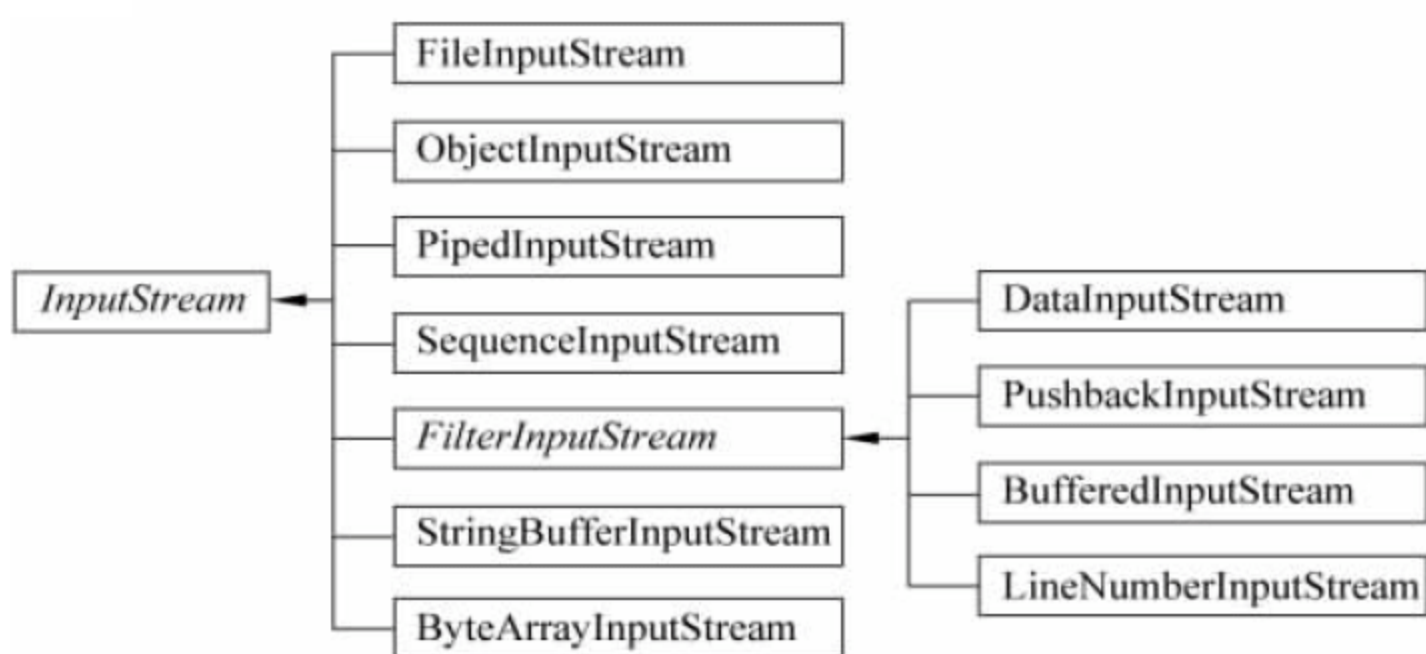 InputStream
FileInputStream
ObjectInputStream
PipedInputStream
SequenceInputStream
FilterInputStream
StringBufferInputStream
ByteArrayInputStream
DataInputStream
PushbackInputStream
BufferedInputStream
LineNumberInputStream